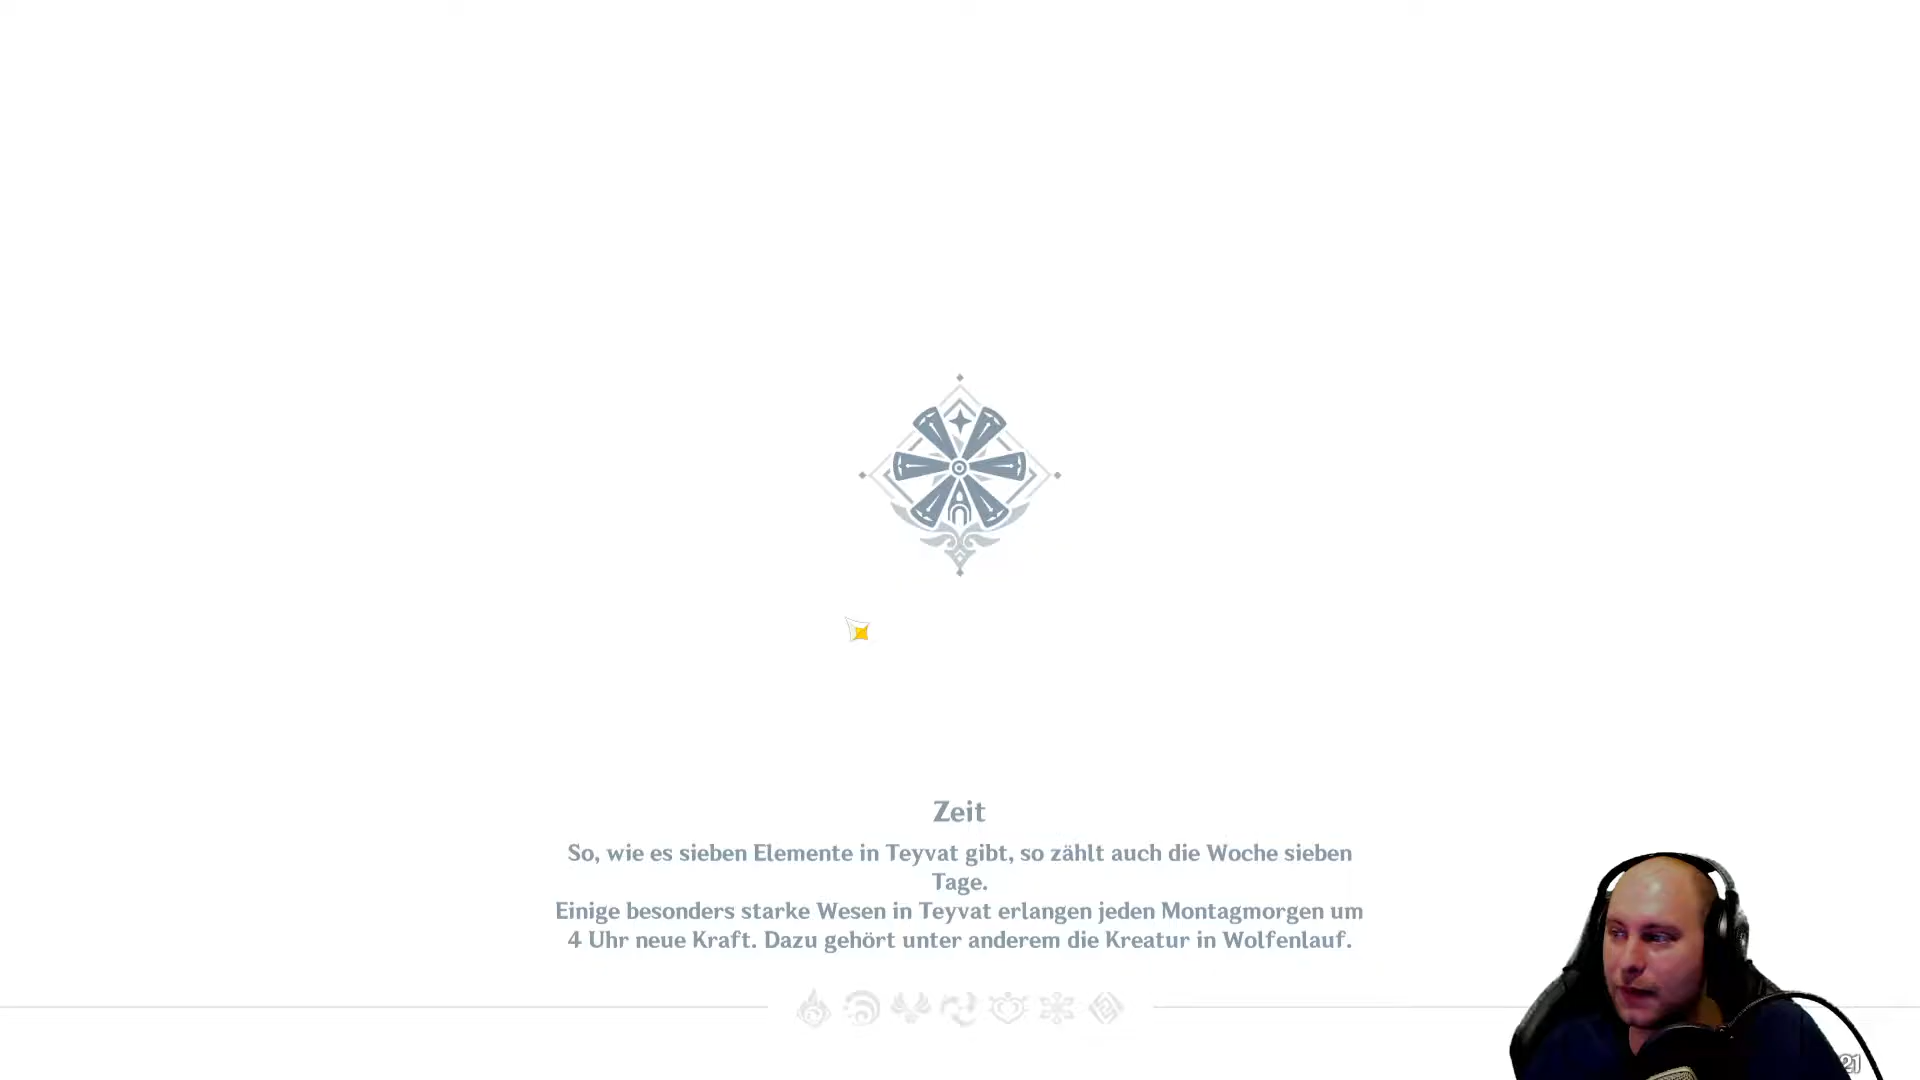 Zeit
So, wie es sieben Elemente in Teyvat gibt, so zählt auch die Woche sieben
Tage.
Einige besonders starke Wesen in Teyvat erlangen jeden Montagmorgen um
4 Uhr neue Kraft. Dazu gehört unter anderem die Kreatur in Wolfenlauf.
21